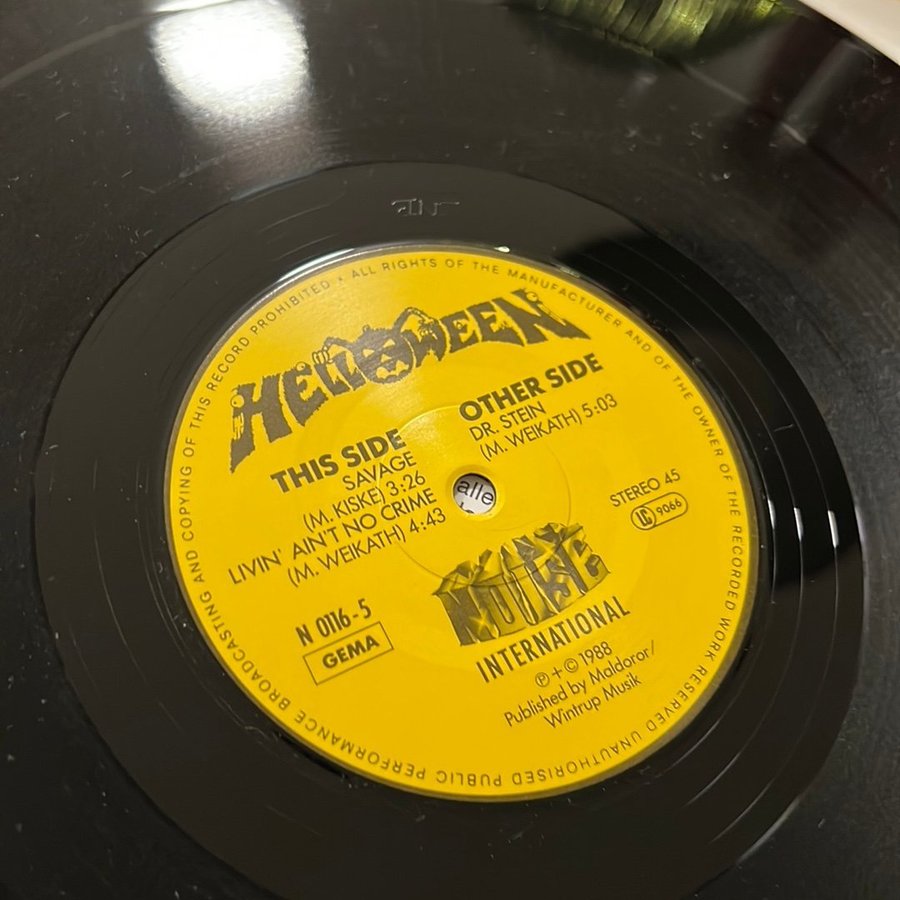 PERFORMANCE BROADCASTING AND COPYING OF THIS RECORD PROHIBITED • ALL RIGHTS OF THE MANUFACTURER AND OF THE OWNER OF THE RECORDED WORK RESERVED UNAUTHORISED PUBLIC
HELLOWEEN
THIS SIDE
SAVAGE
(M. KISKE) 3:26
LIVIN' AIN'T NO CRIME
(M. WEIKATH) 4:43
OTHER SIDE
DR. STEIN
(M. WEIKATH) 5:03
alle
STEREO 45
LC 9066
N 0116-5
GEMA
NOISE
INTERNATIONAL
℗ + © 1988
Published by Maldoror/
Wintrup Musik